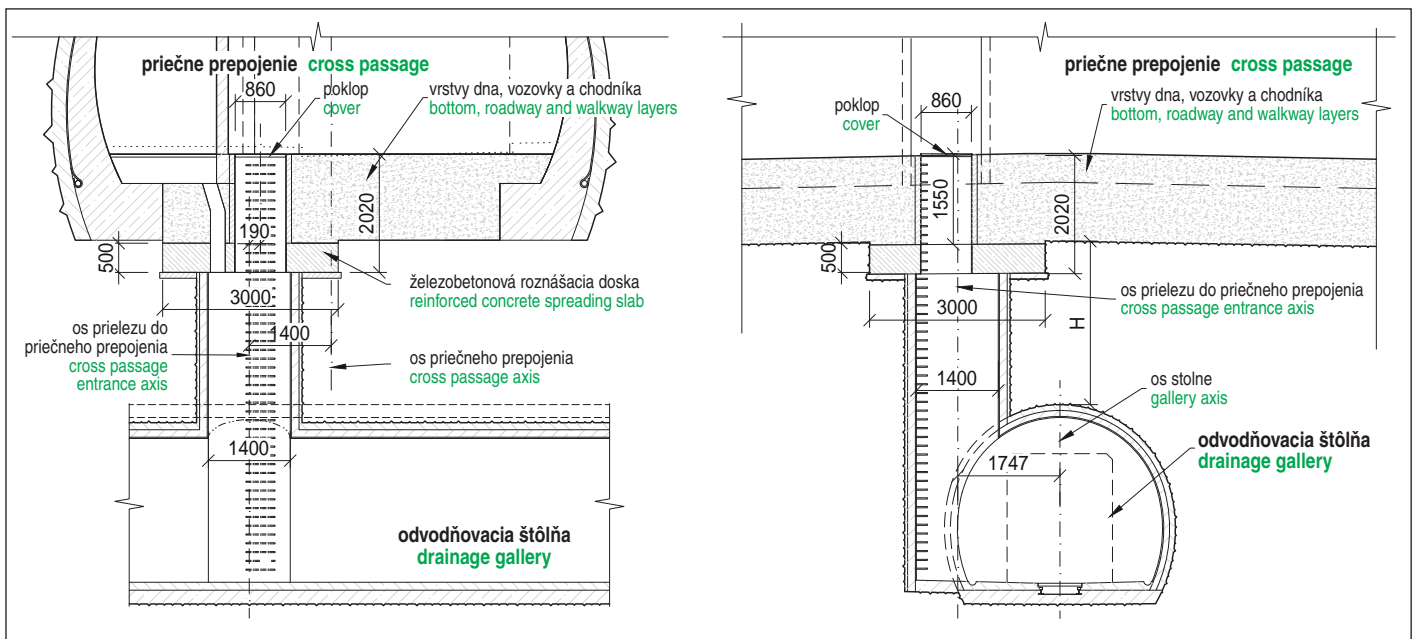 priečne prepojenie cross passage
860
poklop
cover
vrstvy dna, vozovky a chodníka
bottom, roadway and walkway layers
2020
190
500
železobetonová roznášacia doska
reinforced concrete spreading slab
3000
1400
os prielezu do
priečneho prepojenia
cross passage
entrance axis
os priečneho prepojenia
cross passage axis
1400
odvodňovacia štôlňa
drainage gallery
priečne prepojenie cross passage
860
poklop
cover
vrstvy dna, vozovky a chodníka
bottom, roadway and walkway layers
1550
2020
500
os prielezu do priečneho prepojenia
cross passage entrance axis
3000
H
1400
os stolne
gallery axis
1747
odvodňovacia štôlňa
drainage gallery